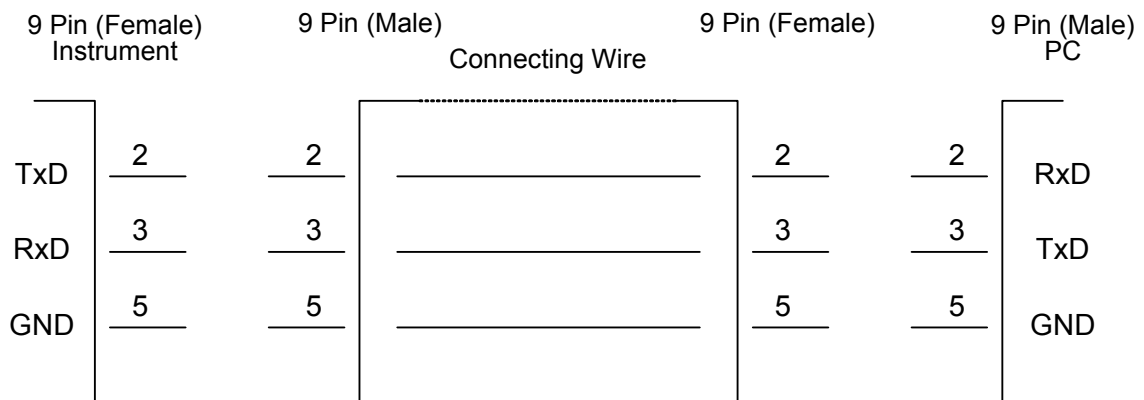 9 Pin (Female)
Instrument
9 Pin (Male)
Connecting Wire
9 Pin (Female)
9 Pin (Male)
PC
TxD 2 2 2 2 RxD
RxD 3 3 3 3 TxD
GND 5 5 5 5 GND